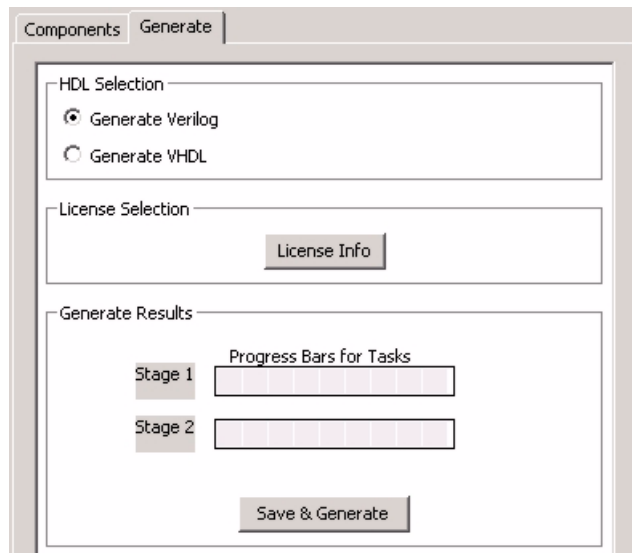 Components Generate
HDL Selection
Generate Verilog
Generate VHDL
License Selection
License Info
Generate Results
Progress Bars for Tasks
Stage 1
Stage 2
Save & Generate